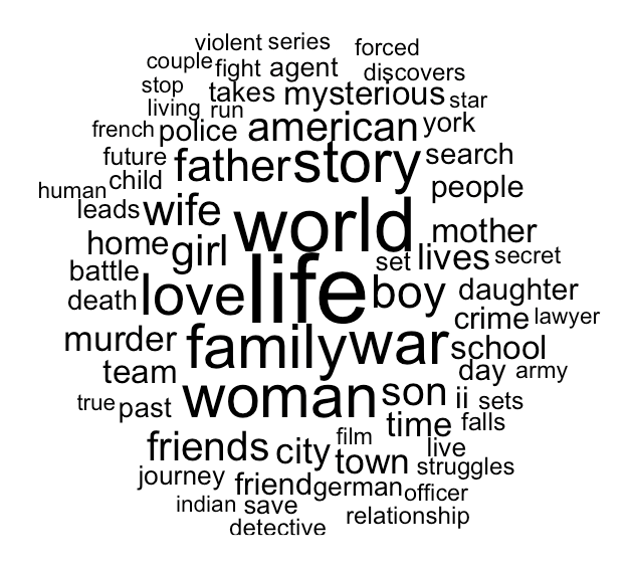 violent series forced
couple fight agent discovers
stop takes mysterious star
living run
french police american york
future father story search
human child people
leads wife world mother
home girl set lives secret
battle love life boy daughter
death crime lawyer
murder family war school
team day army
true past woman son ii sets
time falls
friends city film live
town struggles
journey friend german officer
indian save
detective relationship